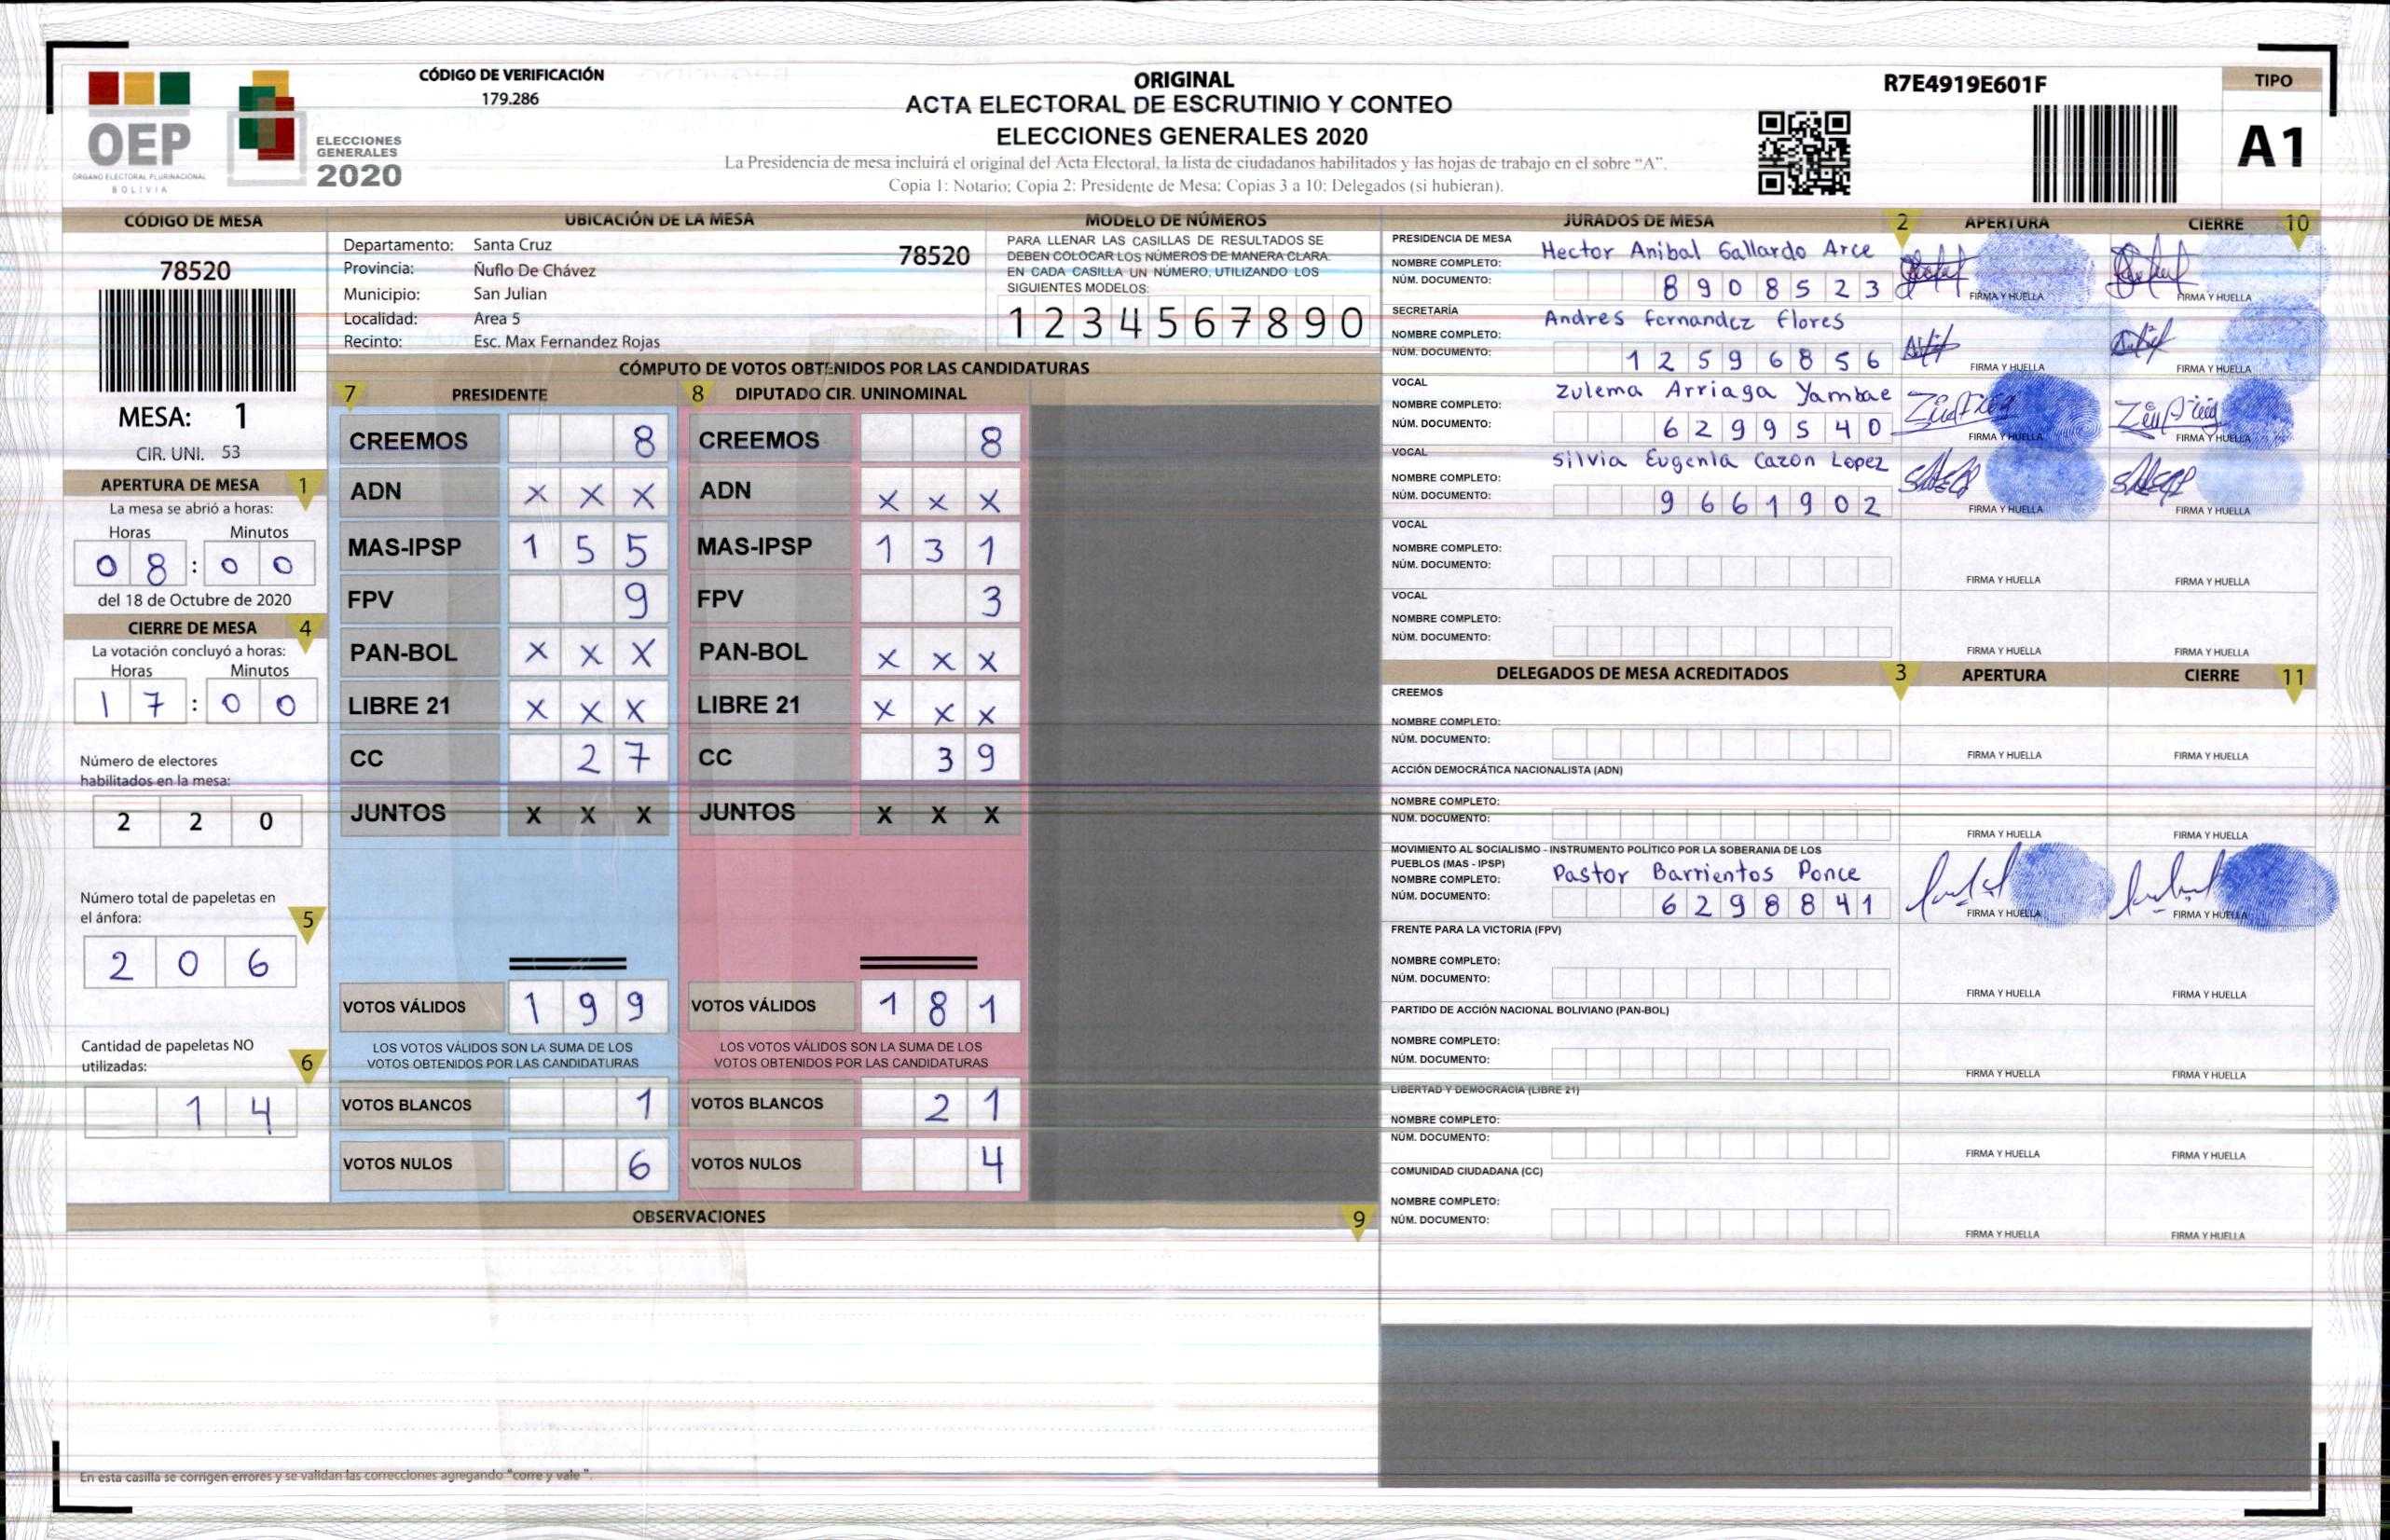 OEP
ÓRGANO ELECTORAL PLURINACIONAL
BOLIVIA
ELECCIONES
GENERALES
2020
CÓDIGO DE VERIFICACIÓN
179.286
ORIGINAL
ACTA ELECTORAL DE ESCRUTINIO Y CONTEO
ELECCIONES GENERALES 2020
La Presidencia de mesa incluirá el original del Acta Electoral, la lista de ciudadanos habilitados y las hojas de trabajo en el sobre “A”.
Copia 1: Notario; Copia 2: Presidente de Mesa; Copias 3 a 10: Delegados (si hubieran).
R7E4919E601F
TIPO
A1
CÓDIGO DE MESA
78520
MESA: 1
CIR. UNI. 53
UBICACIÓN DE LA MESA
Departamento: Santa Cruz
Provincia: Ñuflo De Chávez
Municipio: San Julian
Localidad: Area 5
Recinto: Esc. Max Fernandez Rojas
78520
MODELO DE NÚMEROS
PARA LLENAR LAS CASILLAS DE RESULTADOS SE
DEBEN COLOCAR LOS NÚMEROS DE MANERA CLARA.
EN CADA CASILLA UN NÚMERO, UTILIZANDO LOS
SIGUIENTES MODELOS:
1 2 3 4 5 6 7 8 9 0
APERTURA DE MESA 1
La mesa se abrió a horas:
Horas Minutos
0 8 : 0 0
del 18 de Octubre de 2020
CIERRE DE MESA 4
La votación concluyó a horas:
Horas Minutos
1 7 : 0 0
Número de electores
habilitados en la mesa:
2 2 0
Número total de papeletas en
el ánfora: 5
2 0 6
Cantidad de papeletas NO
utilizadas: 6
1 4
CÓMPUTO DE VOTOS OBTENIDOS POR LAS CANDIDATURAS
7 PRESIDENTE
CREEMOS 8
ADN X X X
MAS-IPSP 1 5 5
FPV 9
PAN-BOL X X X
LIBRE 21 X X X
CC 2 7
JUNTOS X X X
VOTOS VÁLIDOS 1 9 9
LOS VOTOS VÁLIDOS SON LA SUMA DE LOS
VOTOS OBTENIDOS POR LAS CANDIDATURAS
VOTOS BLANCOS 1
VOTOS NULOS 6
8 DIPUTADO CIR. UNINOMINAL
CREEMOS 8
ADN X X X
MAS-IPSP 1 3 1
FPV 3
PAN-BOL X X X
LIBRE 21 X X X
CC 3 9
JUNTOS X X X
VOTOS VÁLIDOS 1 8 1
LOS VOTOS VÁLIDOS SON LA SUMA DE LOS
VOTOS OBTENIDOS POR LAS CANDIDATURAS
VOTOS BLANCOS 2 1
VOTOS NULOS 4
OBSERVACIONES 9
En esta casilla se corrigen errores y se validan las correcciones agregando "corre y vale".
JURADOS DE MESA 2 APERTURA CIERRE 10
PRESIDENCIA DE MESA
NOMBRE COMPLETO: Hector Anibal Gallardo Arce
NÚM. DOCUMENTO: 8 9 0 8 5 2 3
FIRMA Y HUELLA FIRMA Y HUELLA
SECRETARÍA
NOMBRE COMPLETO: Andres Fernandez Flores
NÚM. DOCUMENTO: 1 2 5 9 6 8 5 6
FIRMA Y HUELLA FIRMA Y HUELLA
VOCAL
NOMBRE COMPLETO: Zulema Arriaga Yambae
NÚM. DOCUMENTO: 6 2 9 9 5 4 0
FIRMA Y HUELLA FIRMA Y HUELLA
VOCAL
NOMBRE COMPLETO: Silvia Eugenia Cazon Lopez
NÚM. DOCUMENTO: 9 6 6 1 9 0 2
FIRMA Y HUELLA FIRMA Y HUELLA
VOCAL
NOMBRE COMPLETO:
NÚM. DOCUMENTO:
FIRMA Y HUELLA FIRMA Y HUELLA
VOCAL
NOMBRE COMPLETO:
NÚM. DOCUMENTO:
FIRMA Y HUELLA FIRMA Y HUELLA
DELEGADOS DE MESA ACREDITADOS 3 APERTURA CIERRE 11
CREEMOS
NOMBRE COMPLETO:
NÚM. DOCUMENTO:
FIRMA Y HUELLA FIRMA Y HUELLA
ACCIÓN DEMOCRÁTICA NACIONALISTA (ADN)
NOMBRE COMPLETO:
NÚM. DOCUMENTO:
FIRMA Y HUELLA FIRMA Y HUELLA
MOVIMIENTO AL SOCIALISMO - INSTRUMENTO POLÍTICO POR LA SOBERANIA DE LOS
PUEBLOS (MAS - IPSP)
NOMBRE COMPLETO: Pastor Barrientos Ponce
NÚM. DOCUMENTO: 6 2 9 8 8 4 1
FIRMA Y HUELLA FIRMA Y HUELLA
FRENTE PARA LA VICTORIA (FPV)
NOMBRE COMPLETO:
NÚM. DOCUMENTO:
FIRMA Y HUELLA FIRMA Y HUELLA
PARTIDO DE ACCIÓN NACIONAL BOLIVIANO (PAN-BOL)
NOMBRE COMPLETO:
NÚM. DOCUMENTO:
FIRMA Y HUELLA FIRMA Y HUELLA
LIBERTAD Y DEMOCRACIA (LIBRE 21)
NOMBRE COMPLETO:
NÚM. DOCUMENTO:
FIRMA Y HUELLA FIRMA Y HUELLA
COMUNIDAD CIUDADANA (CC)
NOMBRE COMPLETO:
NÚM. DOCUMENTO:
FIRMA Y HUELLA FIRMA Y HUELLA